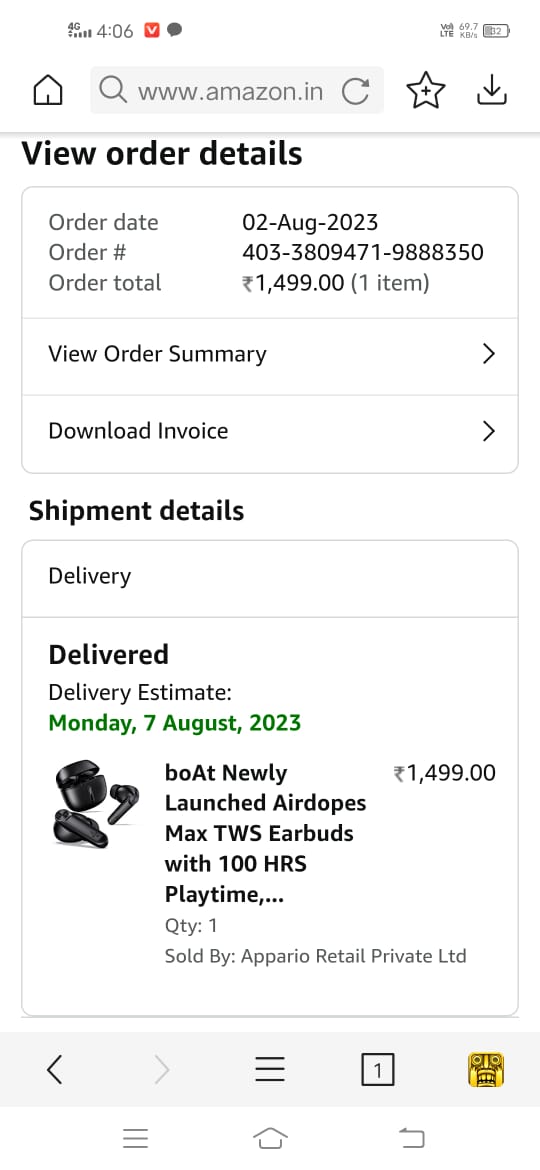 4G 4:06 V Vo) LTE 69.7 KB/s 32
www.amazon.in
View order details
Order date 02-Aug-2023
Order # 403-3809471-9888350
Order total ₹1,499.00 (1 item)
View Order Summary
Download Invoice
Shipment details
Delivery
Delivered
Delivery Estimate:
Monday, 7 August, 2023
boAt Newly ₹1,499.00
Launched Airdopes
Max TWS Earbuds
with 100 HRS
Playtime,...
Qty: 1
Sold By: Appario Retail Private Ltd
1